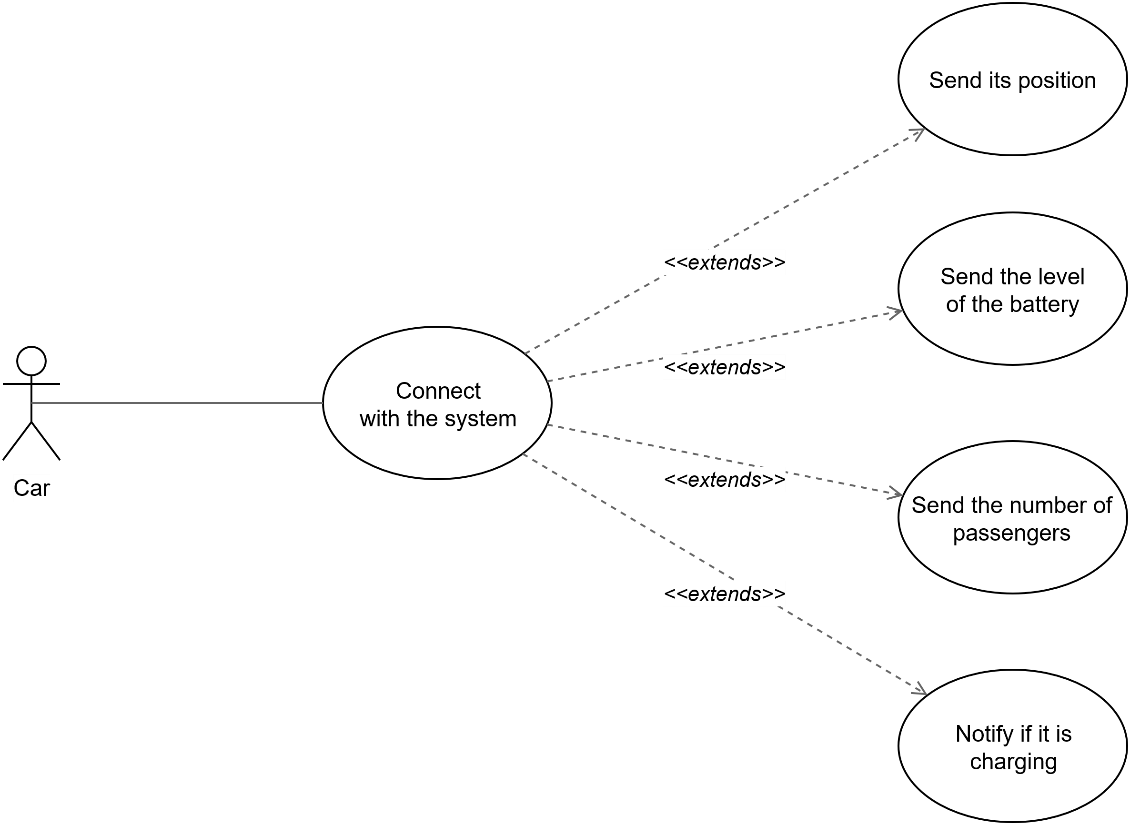 Send its position
<<extends>>
Send the level
of the battery
<<extends>>
Connect
with the system
Car
<<extends>>
Send the number of
passengers
<<extends>>
Notify if it is
charging